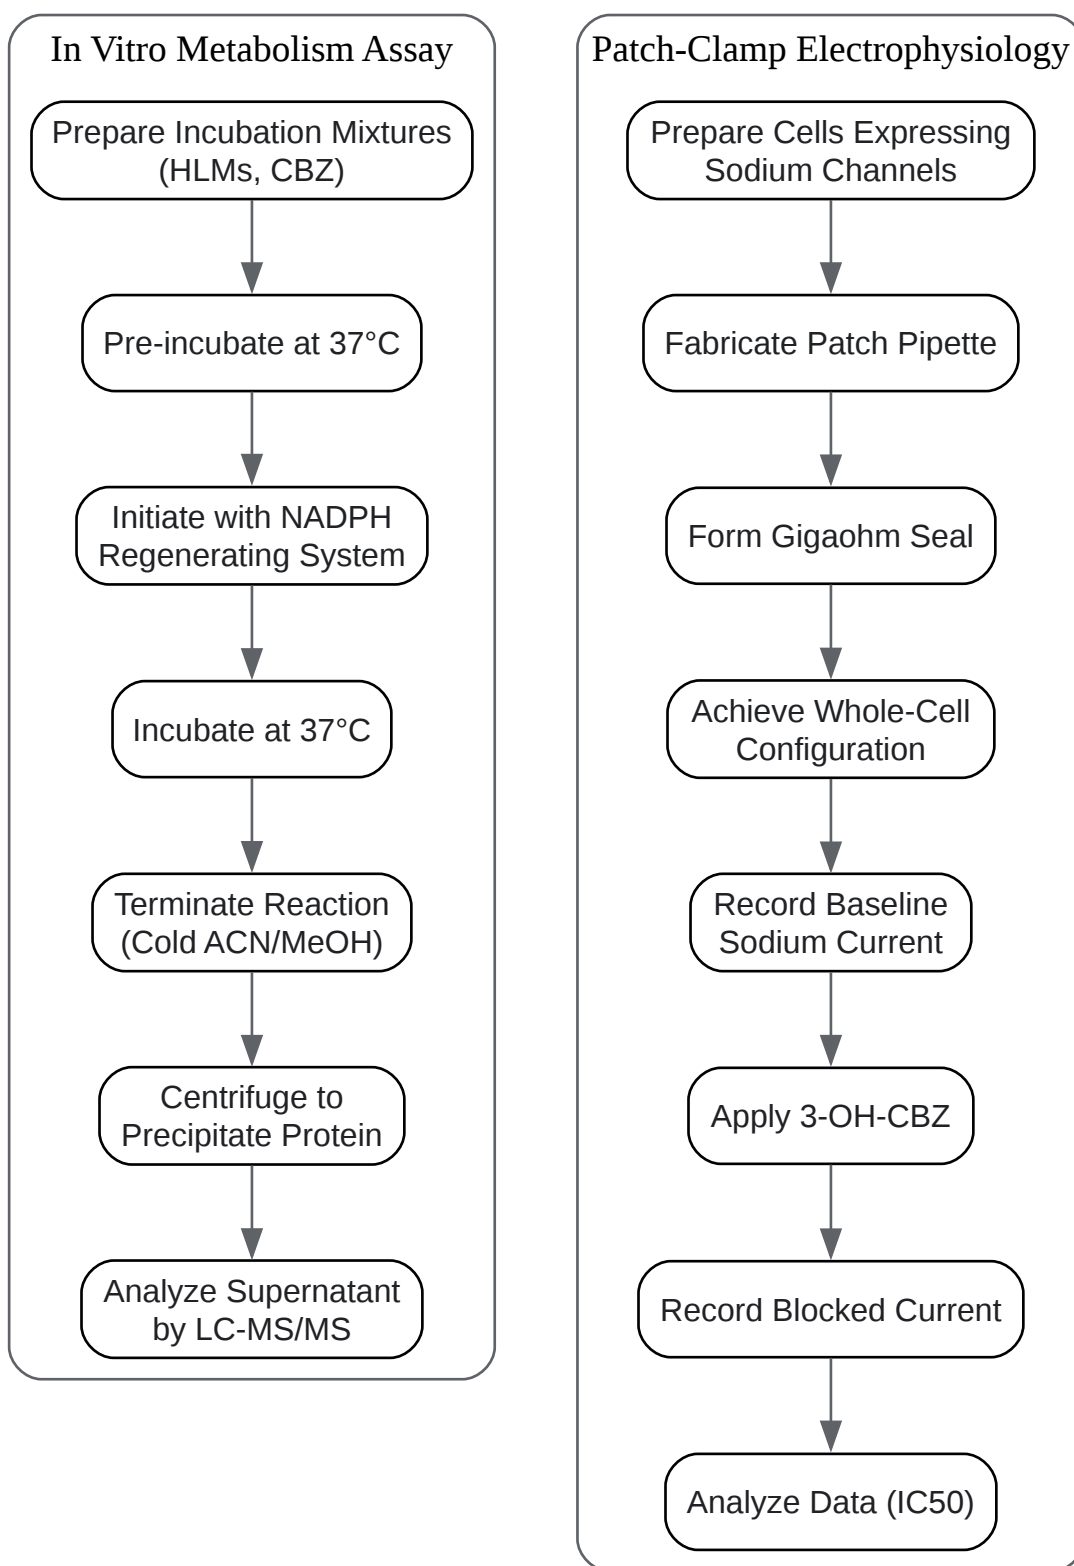 In Vitro Metabolism Assay
Prepare Incubation Mixtures
(HLMs, CBZ)
Pre-incubate at 37°C
Initiate with NADPH
Regenerating System
Incubate at 37°C
Terminate Reaction
(Cold ACN/MeOH)
Centrifuge to
Precipitate Protein
Analyze Supernatant
by LC-MS/MS
Patch-Clamp Electrophysiology
Prepare Cells Expressing
Sodium Channels
Fabricate Patch Pipette
Form Gigaohm Seal
Achieve Whole-Cell
Configuration
Record Baseline
Sodium Current
Apply 3-OH-CBZ
Record Blocked Current
Analyze Data (IC50)